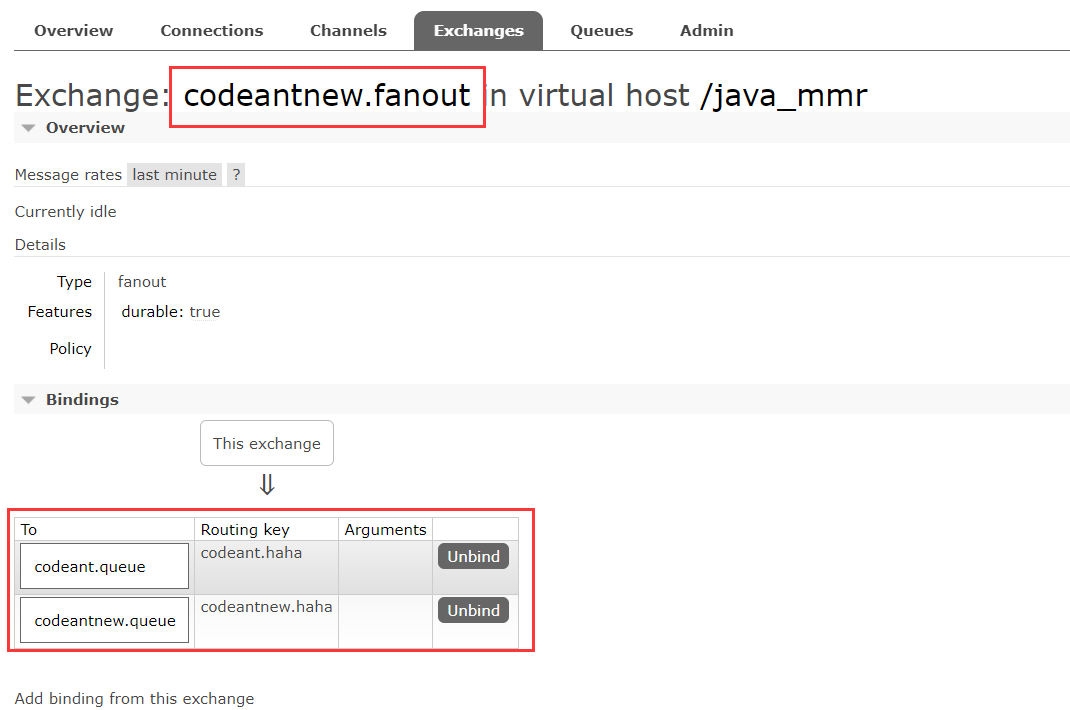 Overview Connections Channels Exchanges Queues Admin
Exchange: codeantnew.fanout in virtual host /java_mmr
Overview
Message rates last minute ?
Currently idle
Details
Type fanout
Features durable: true
Policy
Bindings
This exchange
⇓
To Routing key Arguments
codeant.queue codeant.haha Unbind
codeantnew.queue codeantnew.haha Unbind
Add binding from this exchange